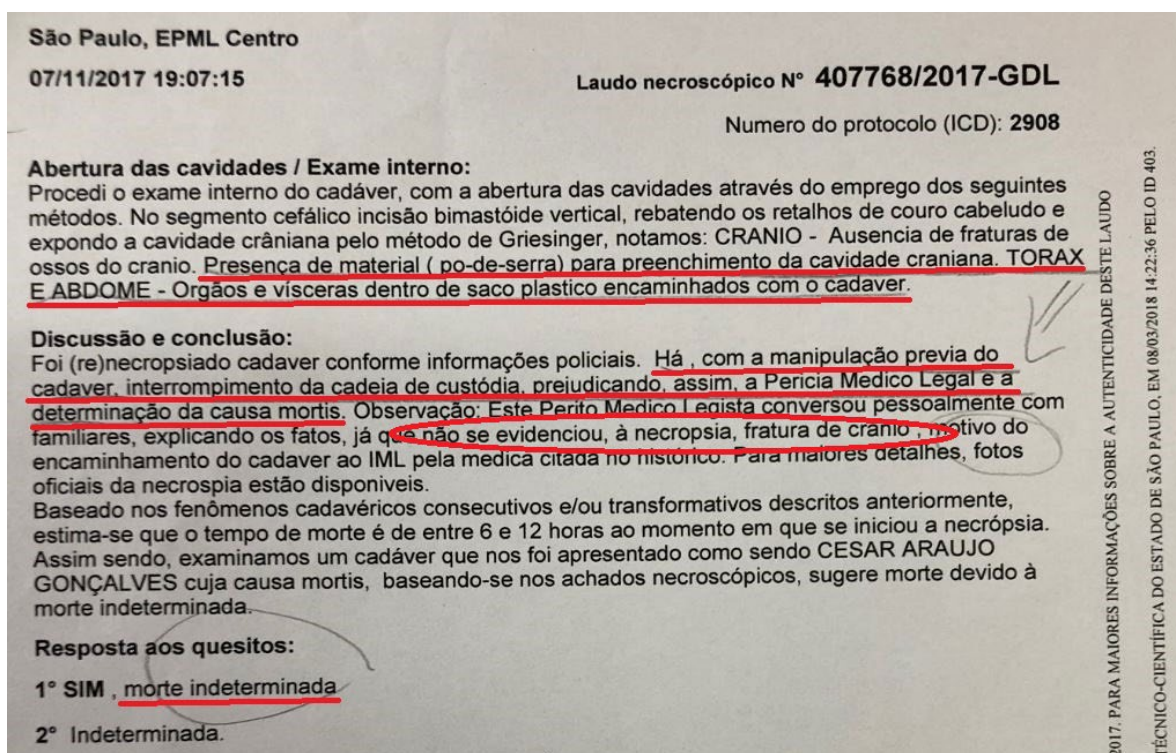 São Paulo, EPML Centro
07/11/2017 19:07:15
Laudo necroscópico Nº 407768/2017-GDL
Numero do protocolo (ICD): 2908
Abertura das cavidades / Exame interno:
Procedi o exame interno do cadáver, com a abertura das cavidades através do emprego dos seguintes
métodos. No segmento cefálico incisão bimastóide vertical, rebatendo os retalhos de couro cabeludo e
expondo a cavidade crâniana pelo método de Griesinger, notamos: CRANIO - Ausencia de fraturas de
ossos do cranio. Presença de material ( po-de-serra) para preenchimento da cavidade craniana. TORAX
E ABDOME - Orgãos e vísceras dentro de saco plastico encaminhados com o cadaver.
Discussão e conclusão:
Foi (re)necropsiado cadaver conforme informações policiais. Há , com a manipulação previa do
cadaver, interrompimento da cadeia de custódia, prejudicando, assim, a Pericia Medico Legal e a
determinação da causa mortis. Observação: Este Perito Medico Legista conversou pessoalmente com
familiares, explicando os fatos, já que não se evidenciou, à necropsia, fratura de cranio , motivo do
encaminhamento do cadaver ao IML pela medica citada no histórico. Para maiores detalhes, fotos
oficiais da necrospia estão disponiveis.
Baseado nos fenômenos cadavéricos consecutivos e/ou transformativos descritos anteriormente,
estima-se que o tempo de morte é de entre 6 e 12 horas ao momento em que se iniciou a necrópsia.
Assim sendo, examinamos um cadáver que nos foi apresentado como sendo CESAR ARAUJO
GONÇALVES cuja causa mortis, baseando-se nos achados necroscópicos, sugere morte devido à
morte indeterminada.
Resposta aos quesitos:
1° SIM , morte indeterminada
2° Indeterminada.
2017. PARA MAIORES INFORMAÇÕES SOBRE A AUTENTICIDADE DESTE LAUDO
TÉCNICO-CIENTÍFICA DO ESTADO DE SÃO PAULO, EM 08/03/2018 14:22:36 PELO ID 403.